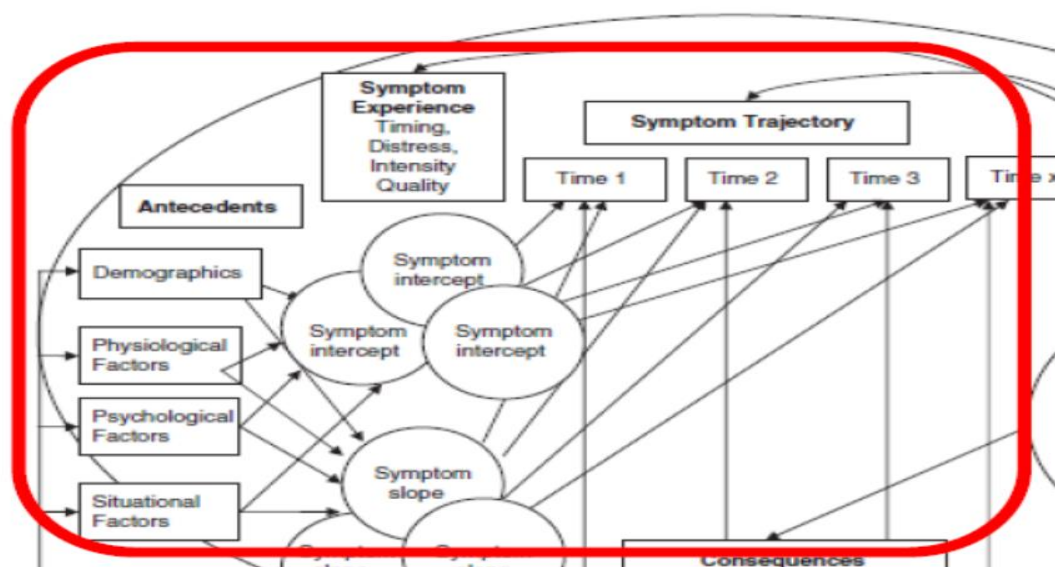 Symptom
Experience
Timing,
Distress,
Intensity
Quality
Symptom Trajectory
Time 1
Time 2
Time 3
Time x
Antecedents
Demographics
Physiological
Factors
Psychological
Factors
Situational
Factors
Symptom
intercept
Symptom
intercept
Symptom
intercept
Symptom
slope
Consequences